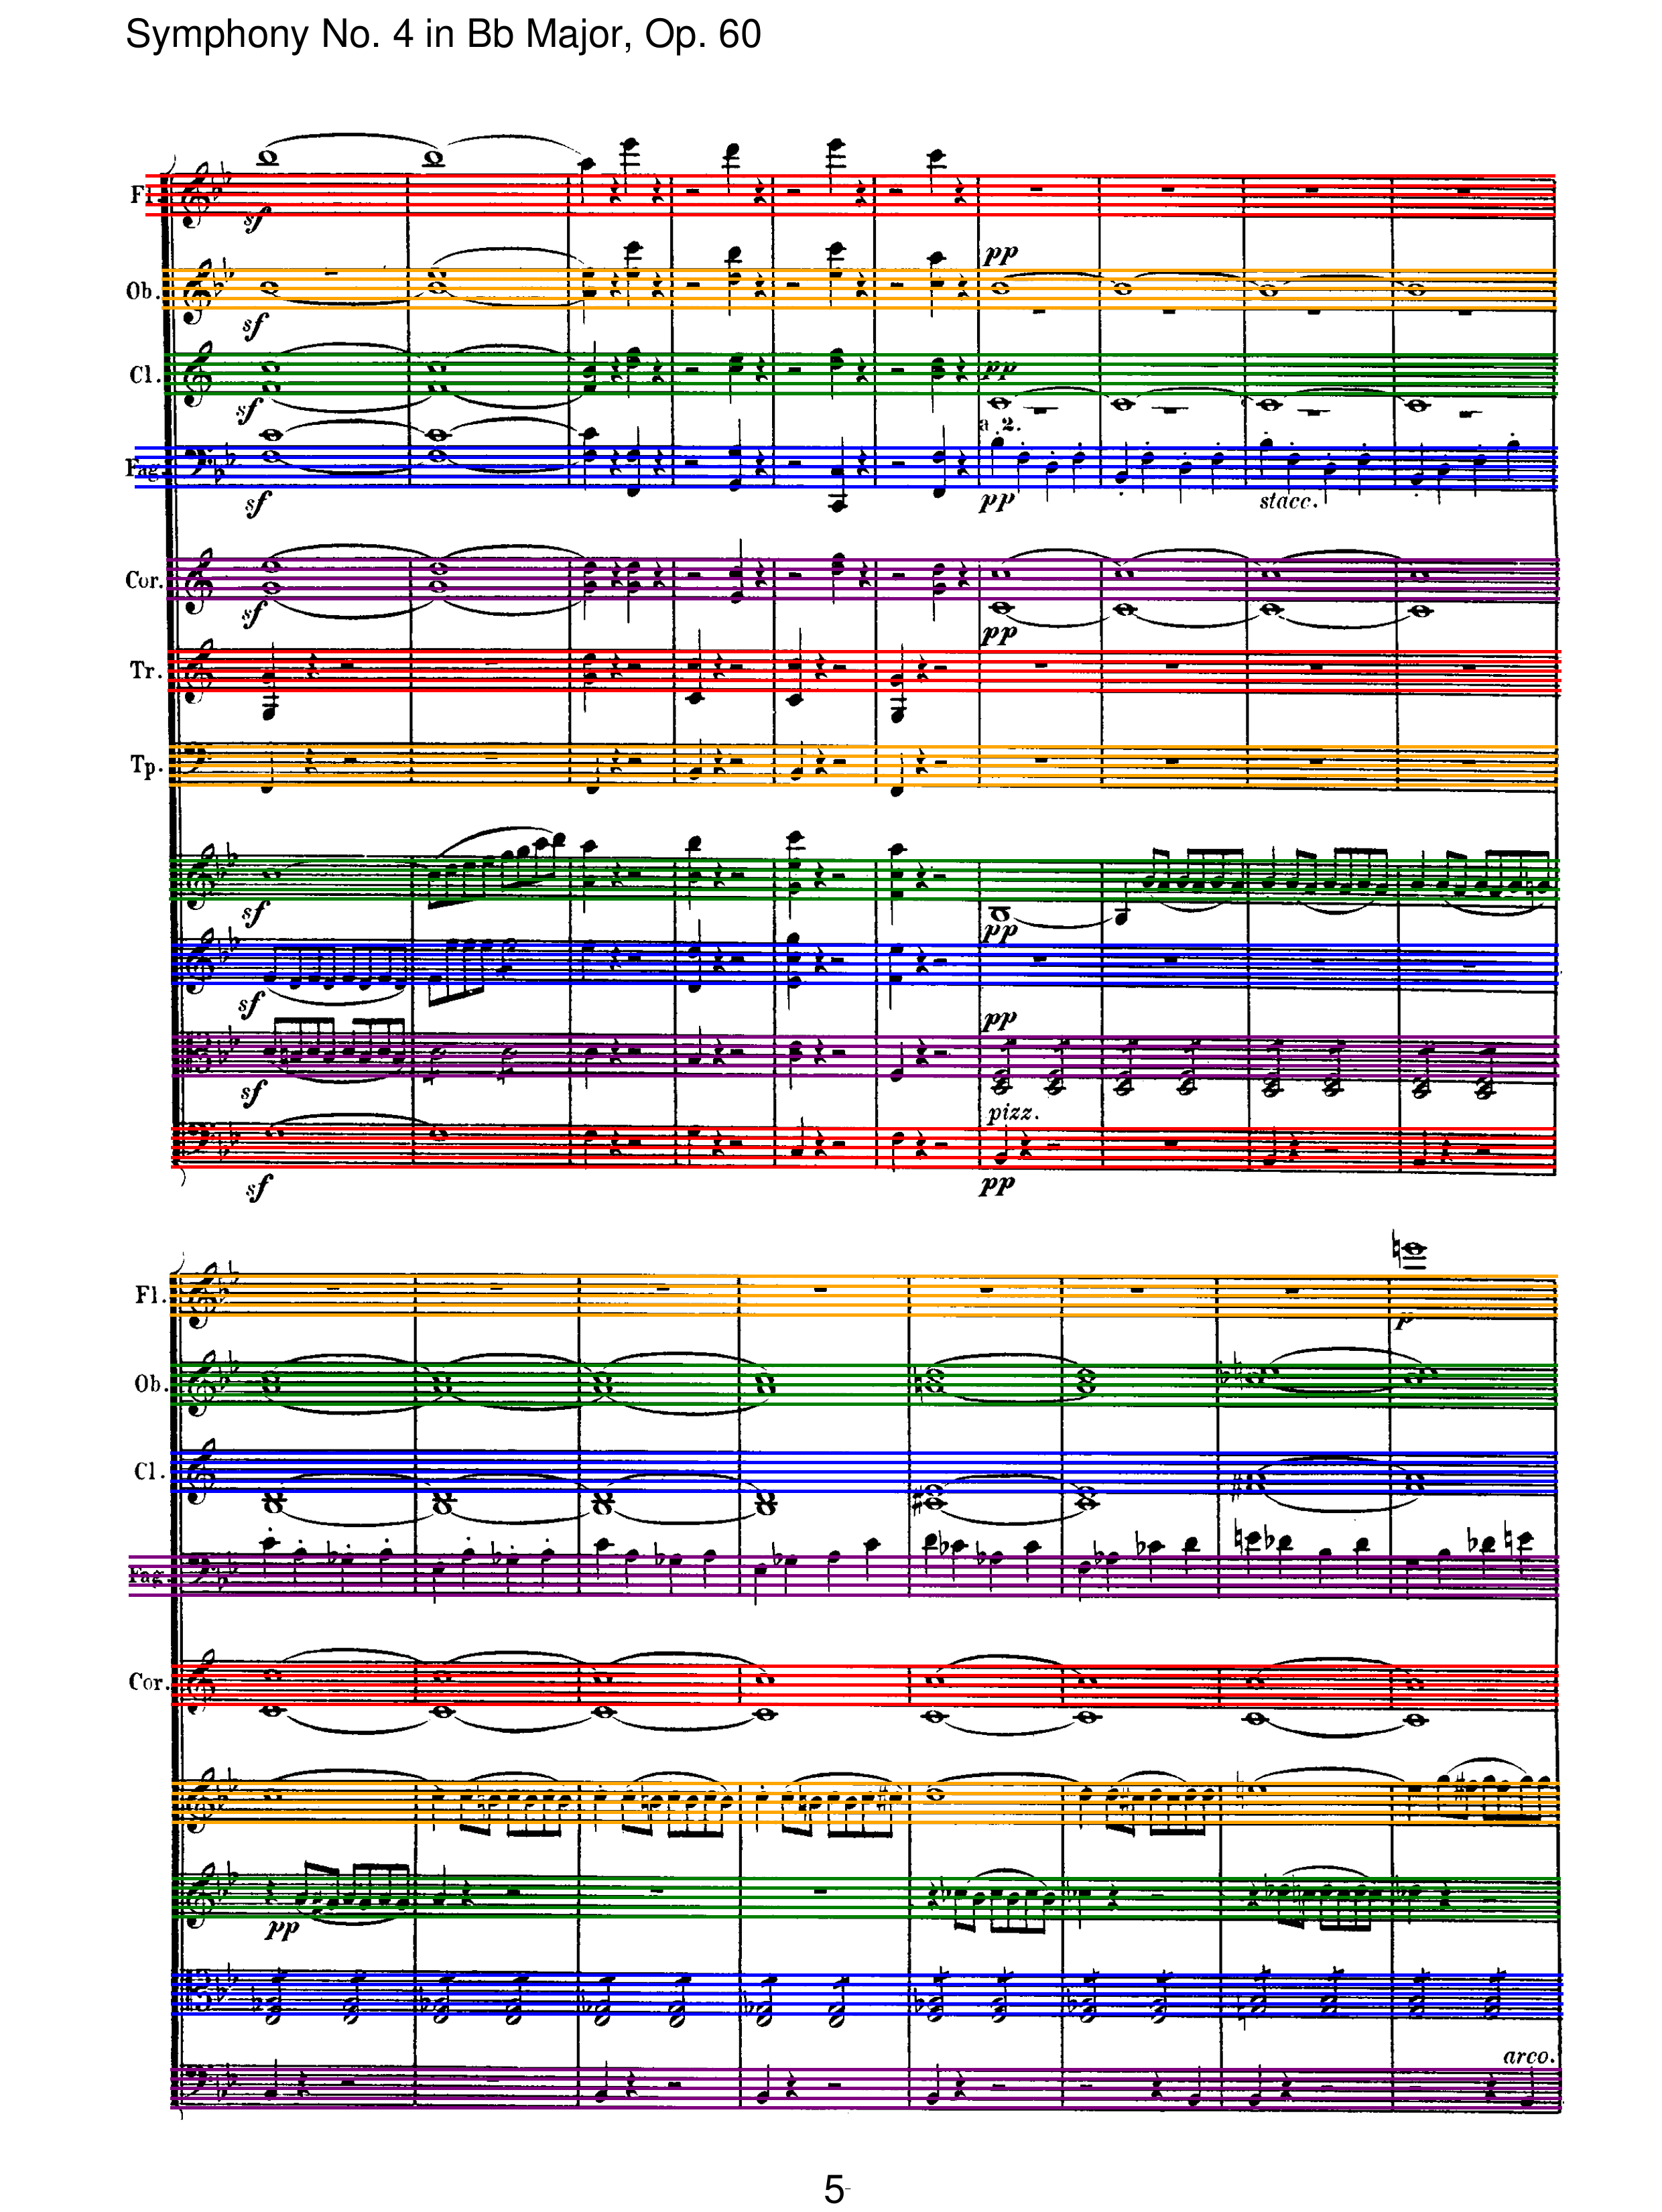 Symphony No. 4 in Bb Major, Op. 60
Fl.
sf
pp
Ob.
sf
Cl.
pp
sf
a 2.
Fag.
sf
pp
stacc.
Cor.
sf
pp
Tr.
Tp.
sf
pp
sf
pp
sf
pizz.
sf
pp
Fl.
p
Ob.
Cl.
Fag.
Cor.
pp
arco.
5